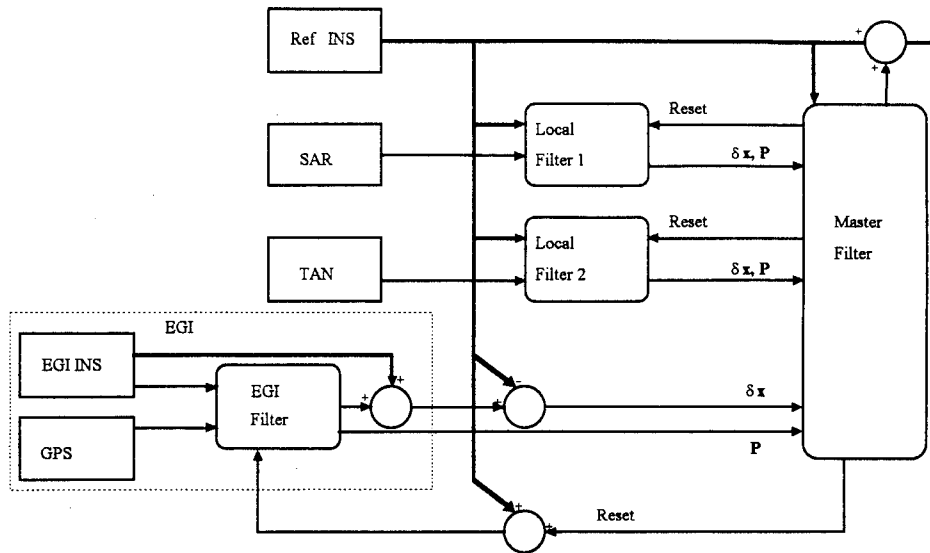 Ref INS
+
+
Reset
Local
Filter 1
SAR
δ x, P
Master
Filter
Reset
Local
Filter 2
TAN
δ x, P
EGI
EGI INS
EGI
Filter
+
+
-
+
δ x
GPS
P
+
+
Reset